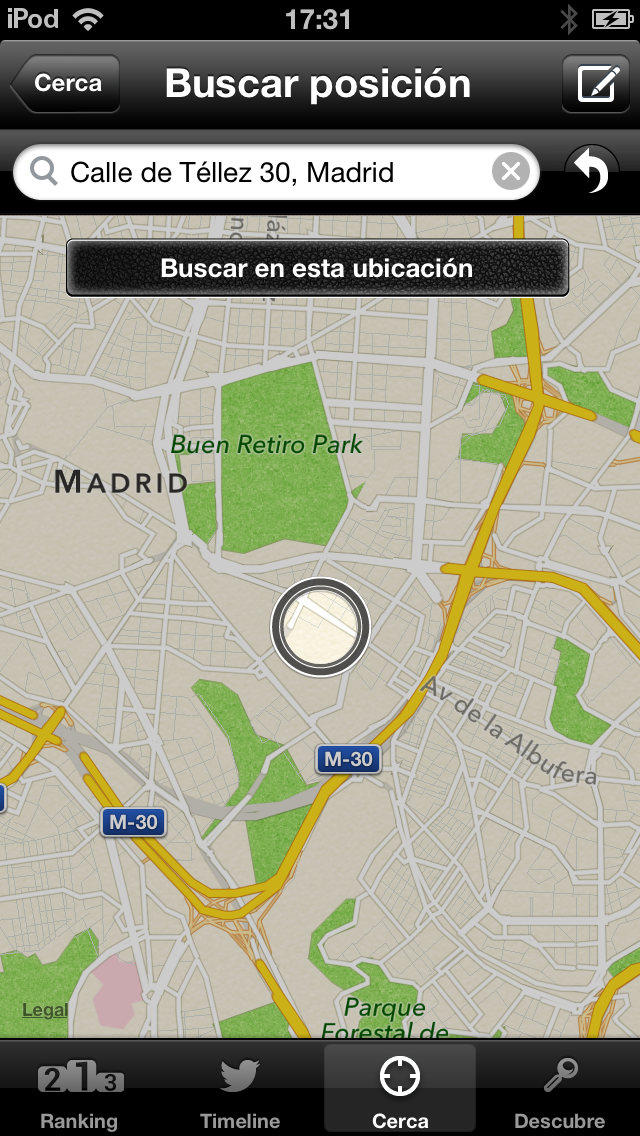 iPod 17:31
Cerca Buscar posición
Calle de Téllez 30, Madrid
Buscar en esta ubicación
Buen Retiro Park
MADRID
Av de la Albufera
M-30
M-30
Legal
Parque
Forestal de
2 1 3
Ranking Timeline Cerca Descubre